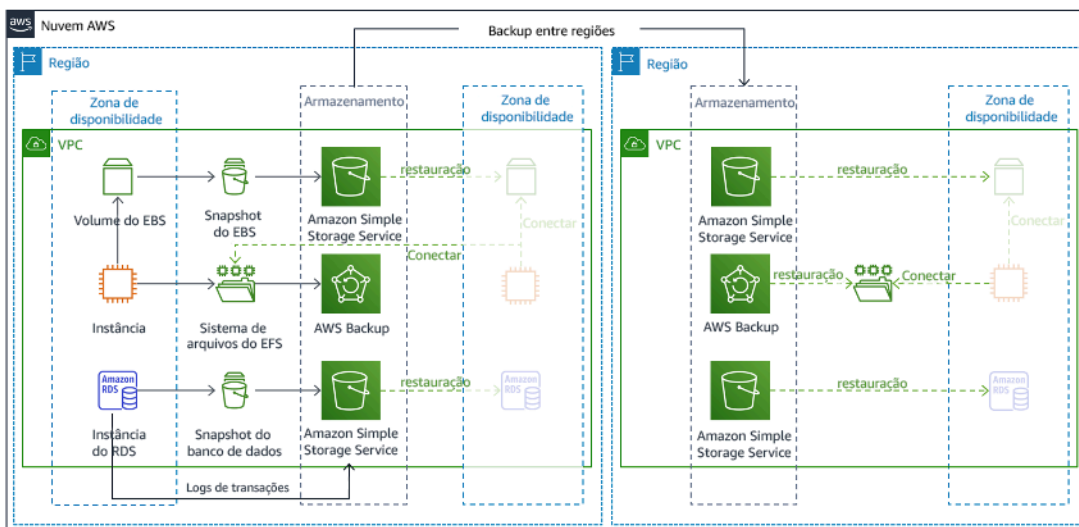 aws
Nuvem AWS
Backup entre regiões
Região
Zona de
disponibilidade
Armazenamento
Zona de
disponibilidade
VPC
restauração
Volume do EBS
Snapshot
do EBS
Amazon Simple
Storage Service
Conectar
Conectar
Instância
Sistema de
arquivos do EFS
AWS Backup
Amazon
RDS
restauração
Amazon
RDS
Instância
do RDS
Snapshot do
banco de dados
Amazon Simple
Storage Service
Logs de transações
Região
Armazenamento
Zona de
disponibilidade
VPC
restauração
Amazon Simple
Storage Service
Conectar
restauração
Conectar
AWS Backup
restauração
Amazon
RDS
Amazon Simple
Storage Service